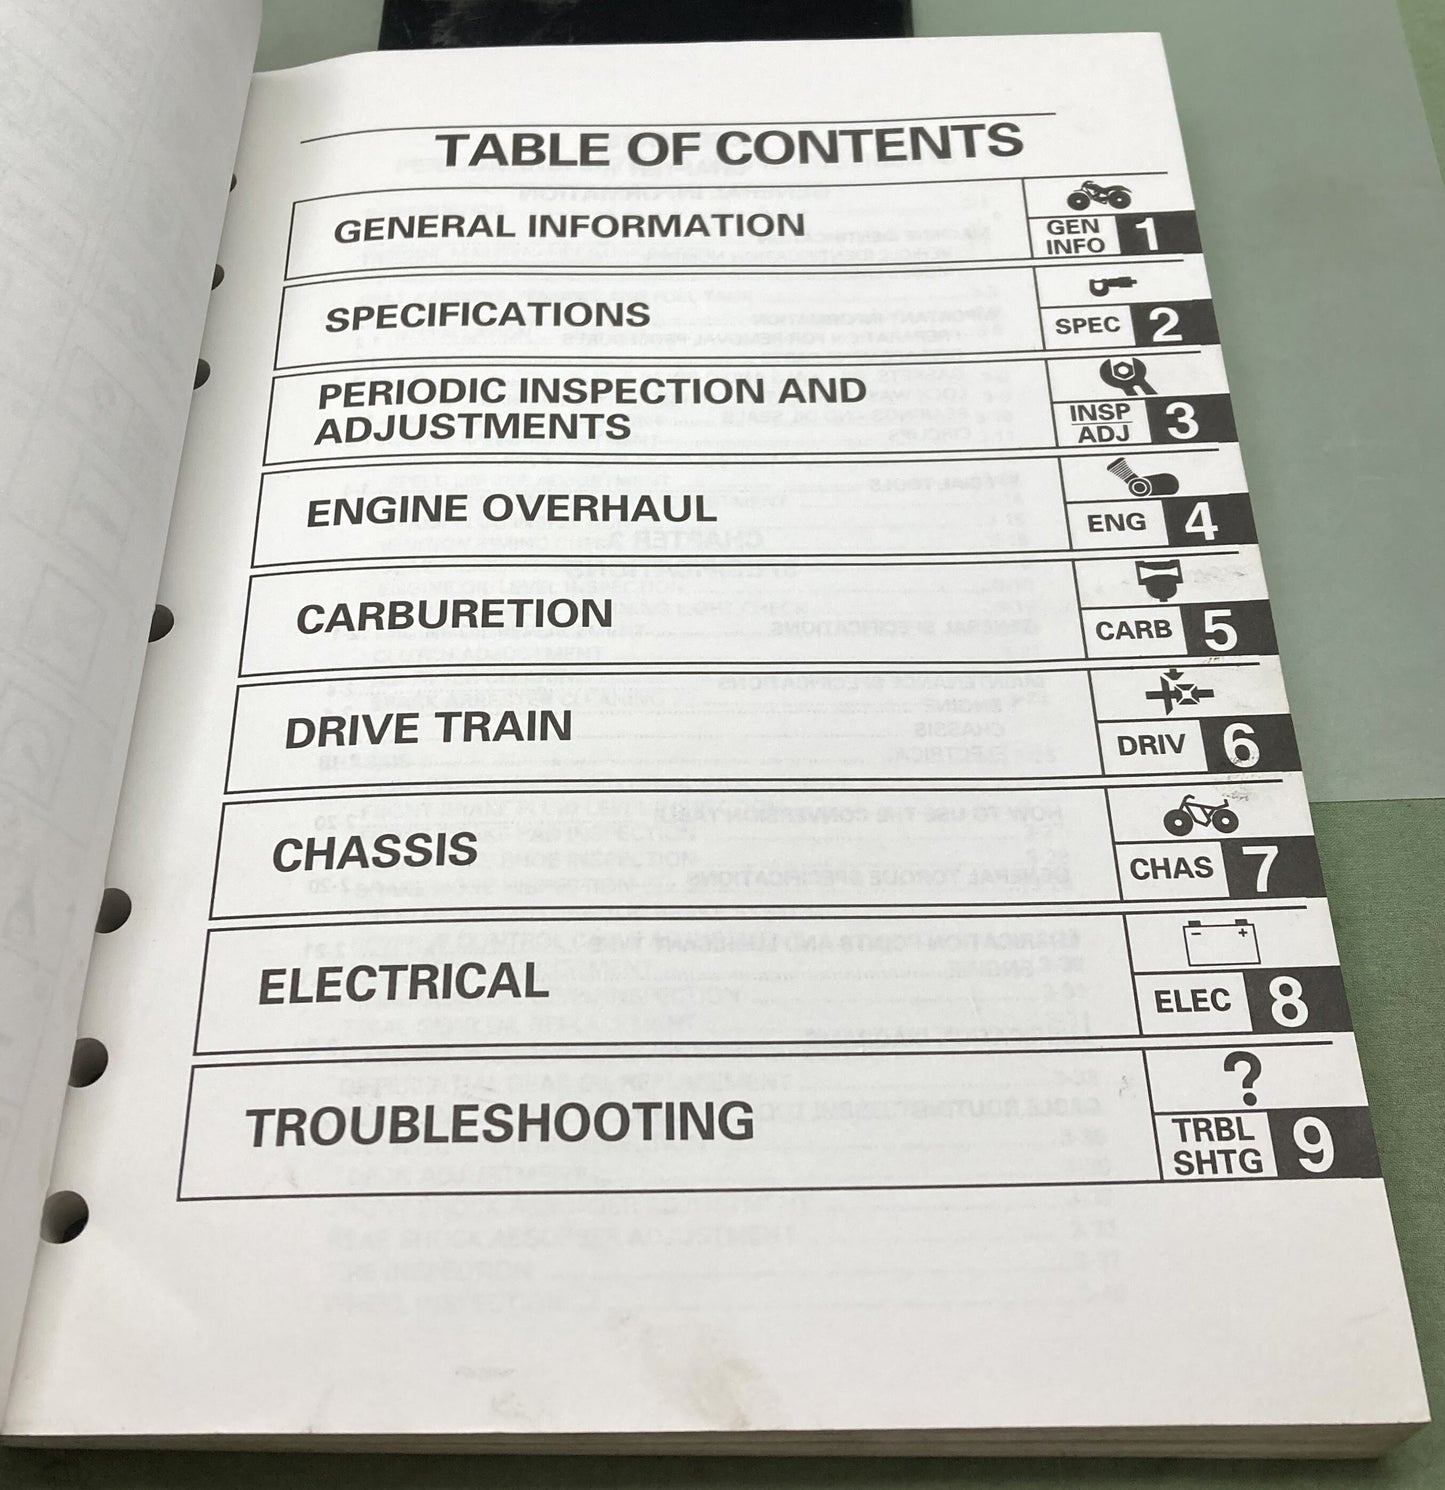 TABLE OF CONTENTS
GENERAL INFORMATION
GEN
INFO
1
SPECIFICATIONS
SPEC
2
PERIODIC INSPECTION AND
ADJUSTMENTS
INSP
ADJ
3
ENGINE OVERHAUL
ENG
4
CARBURETION
CARB
5
DRIVE TRAIN
DRIV
6
CHASSIS
CHAS
7
ELECTRICAL
- +
ELEC
8
TROUBLESHOOTING
?
TRBL
SHTG
9